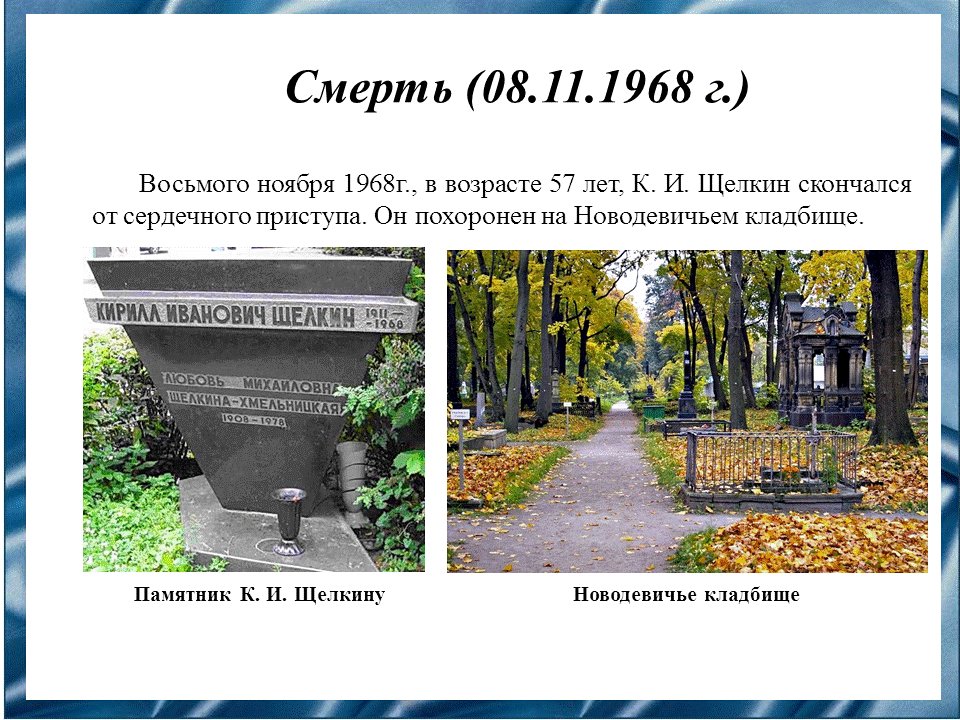 Смерть (08.11.1968 г.)
Восьмого ноября 1968г., в возрасте 57 лет, К. И. Щелкин скончался
от сердечного приступа. Он похоронен на Новодевичьем кладбище.
КИРИЛЛ ИВАНОВИЧ ЩЕЛКИН 1911 –
– 1968
ЛЮБОВЬ МИХАИЛОВНА
ЩЕЛКИНА-ХМЕЛЬНИЦКАЯ
1908 – 1978
Памятник К. И. Щелкину
Новодевичье кладбище